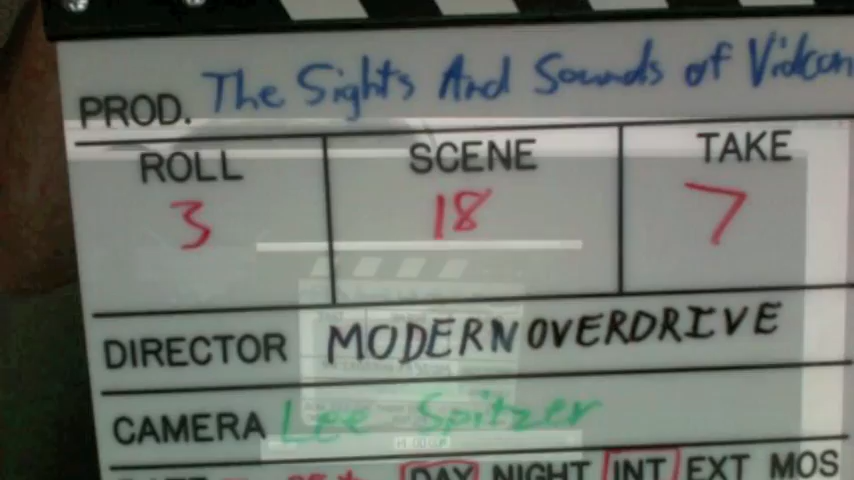 PROD. The Sights And Sounds of Vidcon
ROLL SCENE TAKE
3 18 7
DIRECTOR MODERNOVERDRIVE
CAMERA Lee Spitzer
DAY NIGHT INT EXT MOS